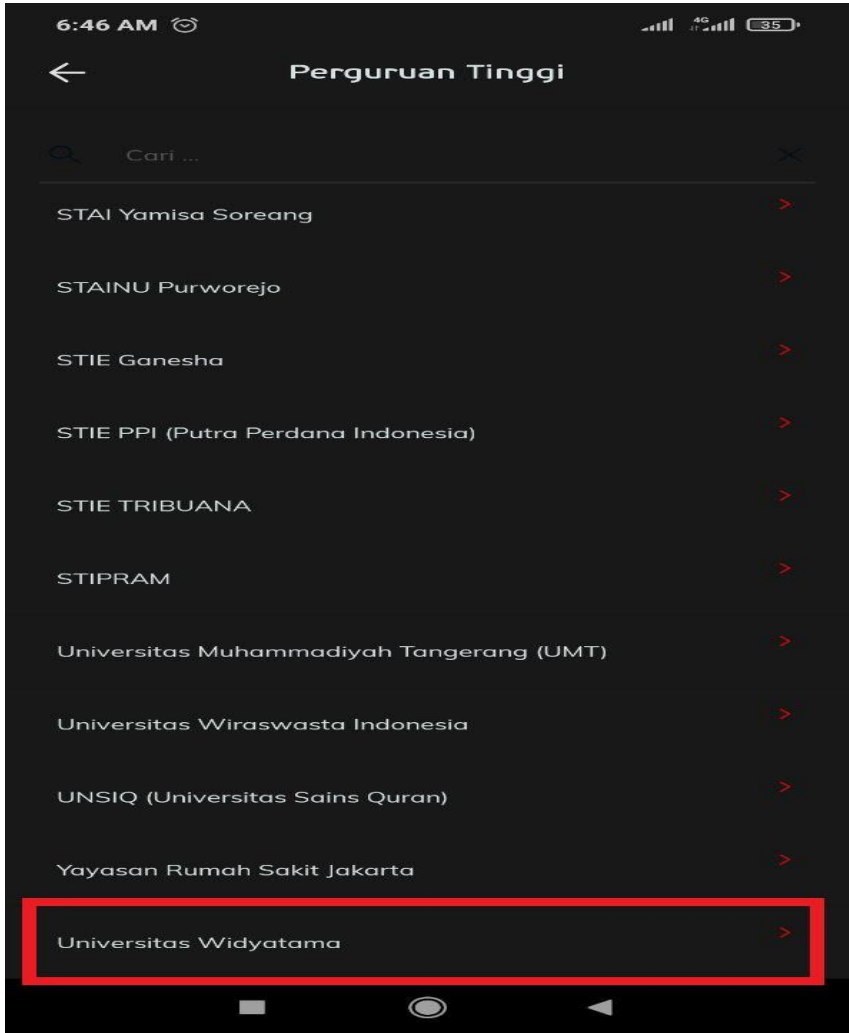 6:46 AM
4G
35
Perguruan Tinggi
Cari ...
STAI Yamisa Soreang
>
STAINU Purworejo
>
STIE Ganesha
>
STIE PPI (Putra Perdana Indonesia)
>
STIE TRIBUANA
>
STIPRAM
>
Universitas Muhammadiyah Tangerang (UMT)
>
Universitas Wiraswasta Indonesia
>
UNSIQ (Universitas Sains Quran)
>
Yayasan Rumah Sakit Jakarta
>
Universitas Widyatama
>